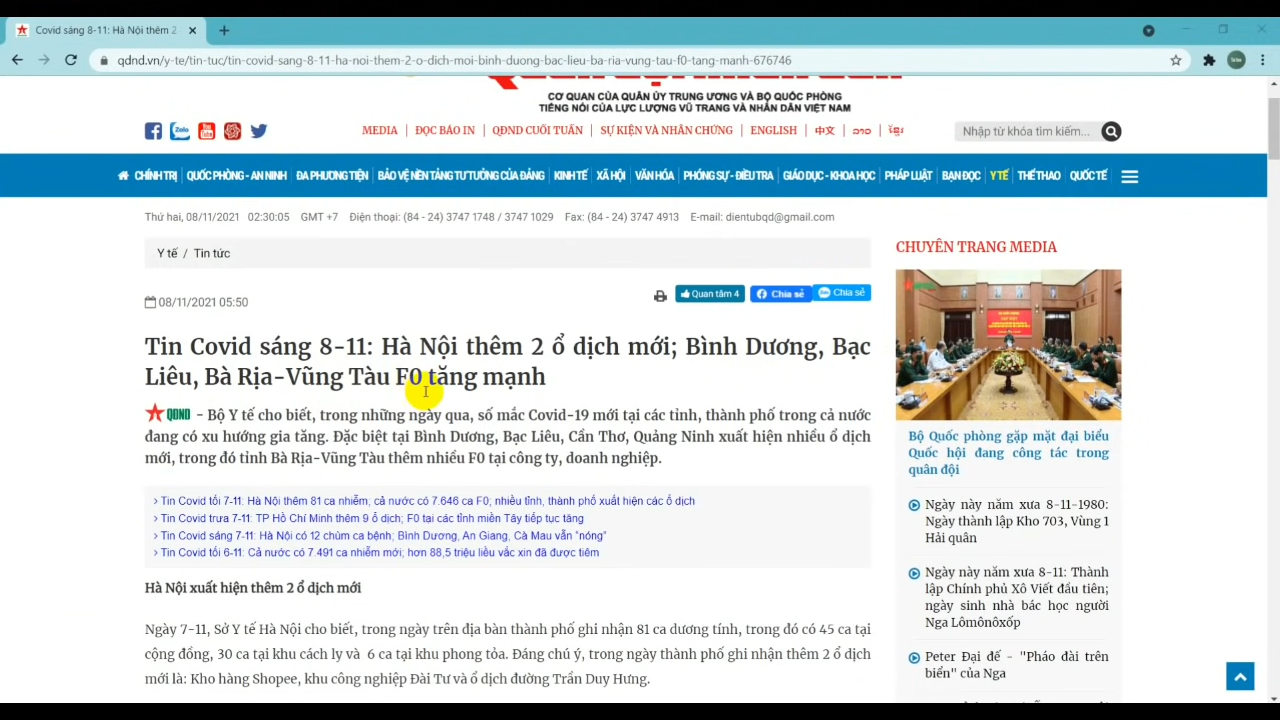 Covid sáng 8-11: Hà Nội thêm 2
qdnd.vn/y-te/tin-tuc/tin-covid-sang-8-11-ha-noi-them-2-o-dich-moi-binh-duong-bac-lieu-ba-ria-vung-tau-f0-tang-manh-676746
CƠ QUAN CỦA QUÂN ỦY TRUNG ƯƠNG VÀ BỘ QUỐC PHÒNG
TIẾNG NÓI CỦA LỰC LƯỢNG VŨ TRANG VÀ NHÂN DÂN VIỆT NAM
Zalo
MEDIA | ĐỌC BÁO IN | QĐND CUỐI TUẦN | SỰ KIỆN VÀ NHÂN CHỨNG | ENGLISH | 中文 | ລາວ | ខ្មែរ
Nhập từ khóa tìm kiếm...
CHÍNH TRỊ QUỐC PHÒNG - AN NINH ĐA PHƯƠNG TIỆN BẢO VỆ NỀN TẢNG TƯ TƯỞNG CỦA ĐẢNG KINH TẾ XÃ HỘI VĂN HÓA PHÓNG SỰ - ĐIỀU TRA GIÁO DỤC - KHOA HỌC PHÁP LUẬT BẠN ĐỌC Y TẾ THỂ THAO QUỐC TẾ
Thứ hai, 08/11/2021 02:30:05 GMT +7 Điện thoại: (84 - 24) 3747 1748 / 3747 1029 Fax: (84 - 24) 3747 4913 E-mail: dientubqd@gmail.com
Y tế / Tin tức
08/11/2021 05:50
Quan tâm 4 Chia sẻ Chia sẻ
Tin Covid sáng 8-11: Hà Nội thêm 2 ổ dịch mới; Bình Dương, Bạc
Liêu, Bà Rịa-Vũng Tàu F0 tăng mạnh
QĐND - Bộ Y tế cho biết, trong những ngày qua, số mắc Covid-19 mới tại các tỉnh, thành phố trong cả nước
đang có xu hướng gia tăng. Đặc biệt tại Bình Dương, Bạc Liêu, Cần Thơ, Quảng Ninh xuất hiện nhiều ổ dịch
mới, trong đó tỉnh Bà Rịa-Vũng Tàu thêm nhiều F0 tại công ty, doanh nghiệp.
Tin Covid tối 7-11: Hà Nội thêm 81 ca nhiễm; cả nước có 7.646 ca F0; nhiều tỉnh, thành phố xuất hiện các ổ dịch
Tin Covid trưa 7-11: TP Hồ Chí Minh thêm 9 ổ dịch; F0 tại các tỉnh miền Tây tiếp tục tăng
Tin Covid sáng 7-11: Hà Nội có 12 chùm ca bệnh; Bình Dương, An Giang, Cà Mau vẫn "nóng"
Tin Covid tối 6-11: Cả nước có 7.491 ca nhiễm mới; hơn 88,5 triệu liều vắc xin đã được tiêm
Hà Nội xuất hiện thêm 2 ổ dịch mới
Ngày 7-11, Sở Y tế Hà Nội cho biết, trong ngày trên địa bàn thành phố ghi nhận 81 ca dương tính, trong đó có 45 ca tại
cộng đồng, 30 ca tại khu cách ly và 6 ca tại khu phong tỏa. Đáng chú ý, trong ngày thành phố ghi nhận thêm 2 ổ dịch
mới là: Kho hàng Shopee, khu công nghiệp Đài Tư và ổ dịch đường Trần Duy Hưng.
CHUYÊN TRANG MEDIA
Bộ Quốc phòng gặp mặt đại biểu
Quốc hội đang công tác trong
quân đội
Ngày này năm xưa 8-11-1980:
Ngày thành lập Kho 703, Vùng 1
Hải quân
Ngày này năm xưa 8-11: Thành
lập Chính phủ Xô Viết đầu tiên;
ngày sinh nhà bác học người
Nga Lômônôxốp
Peter Đại đế - "Pháo đài trên
biển" của Nga